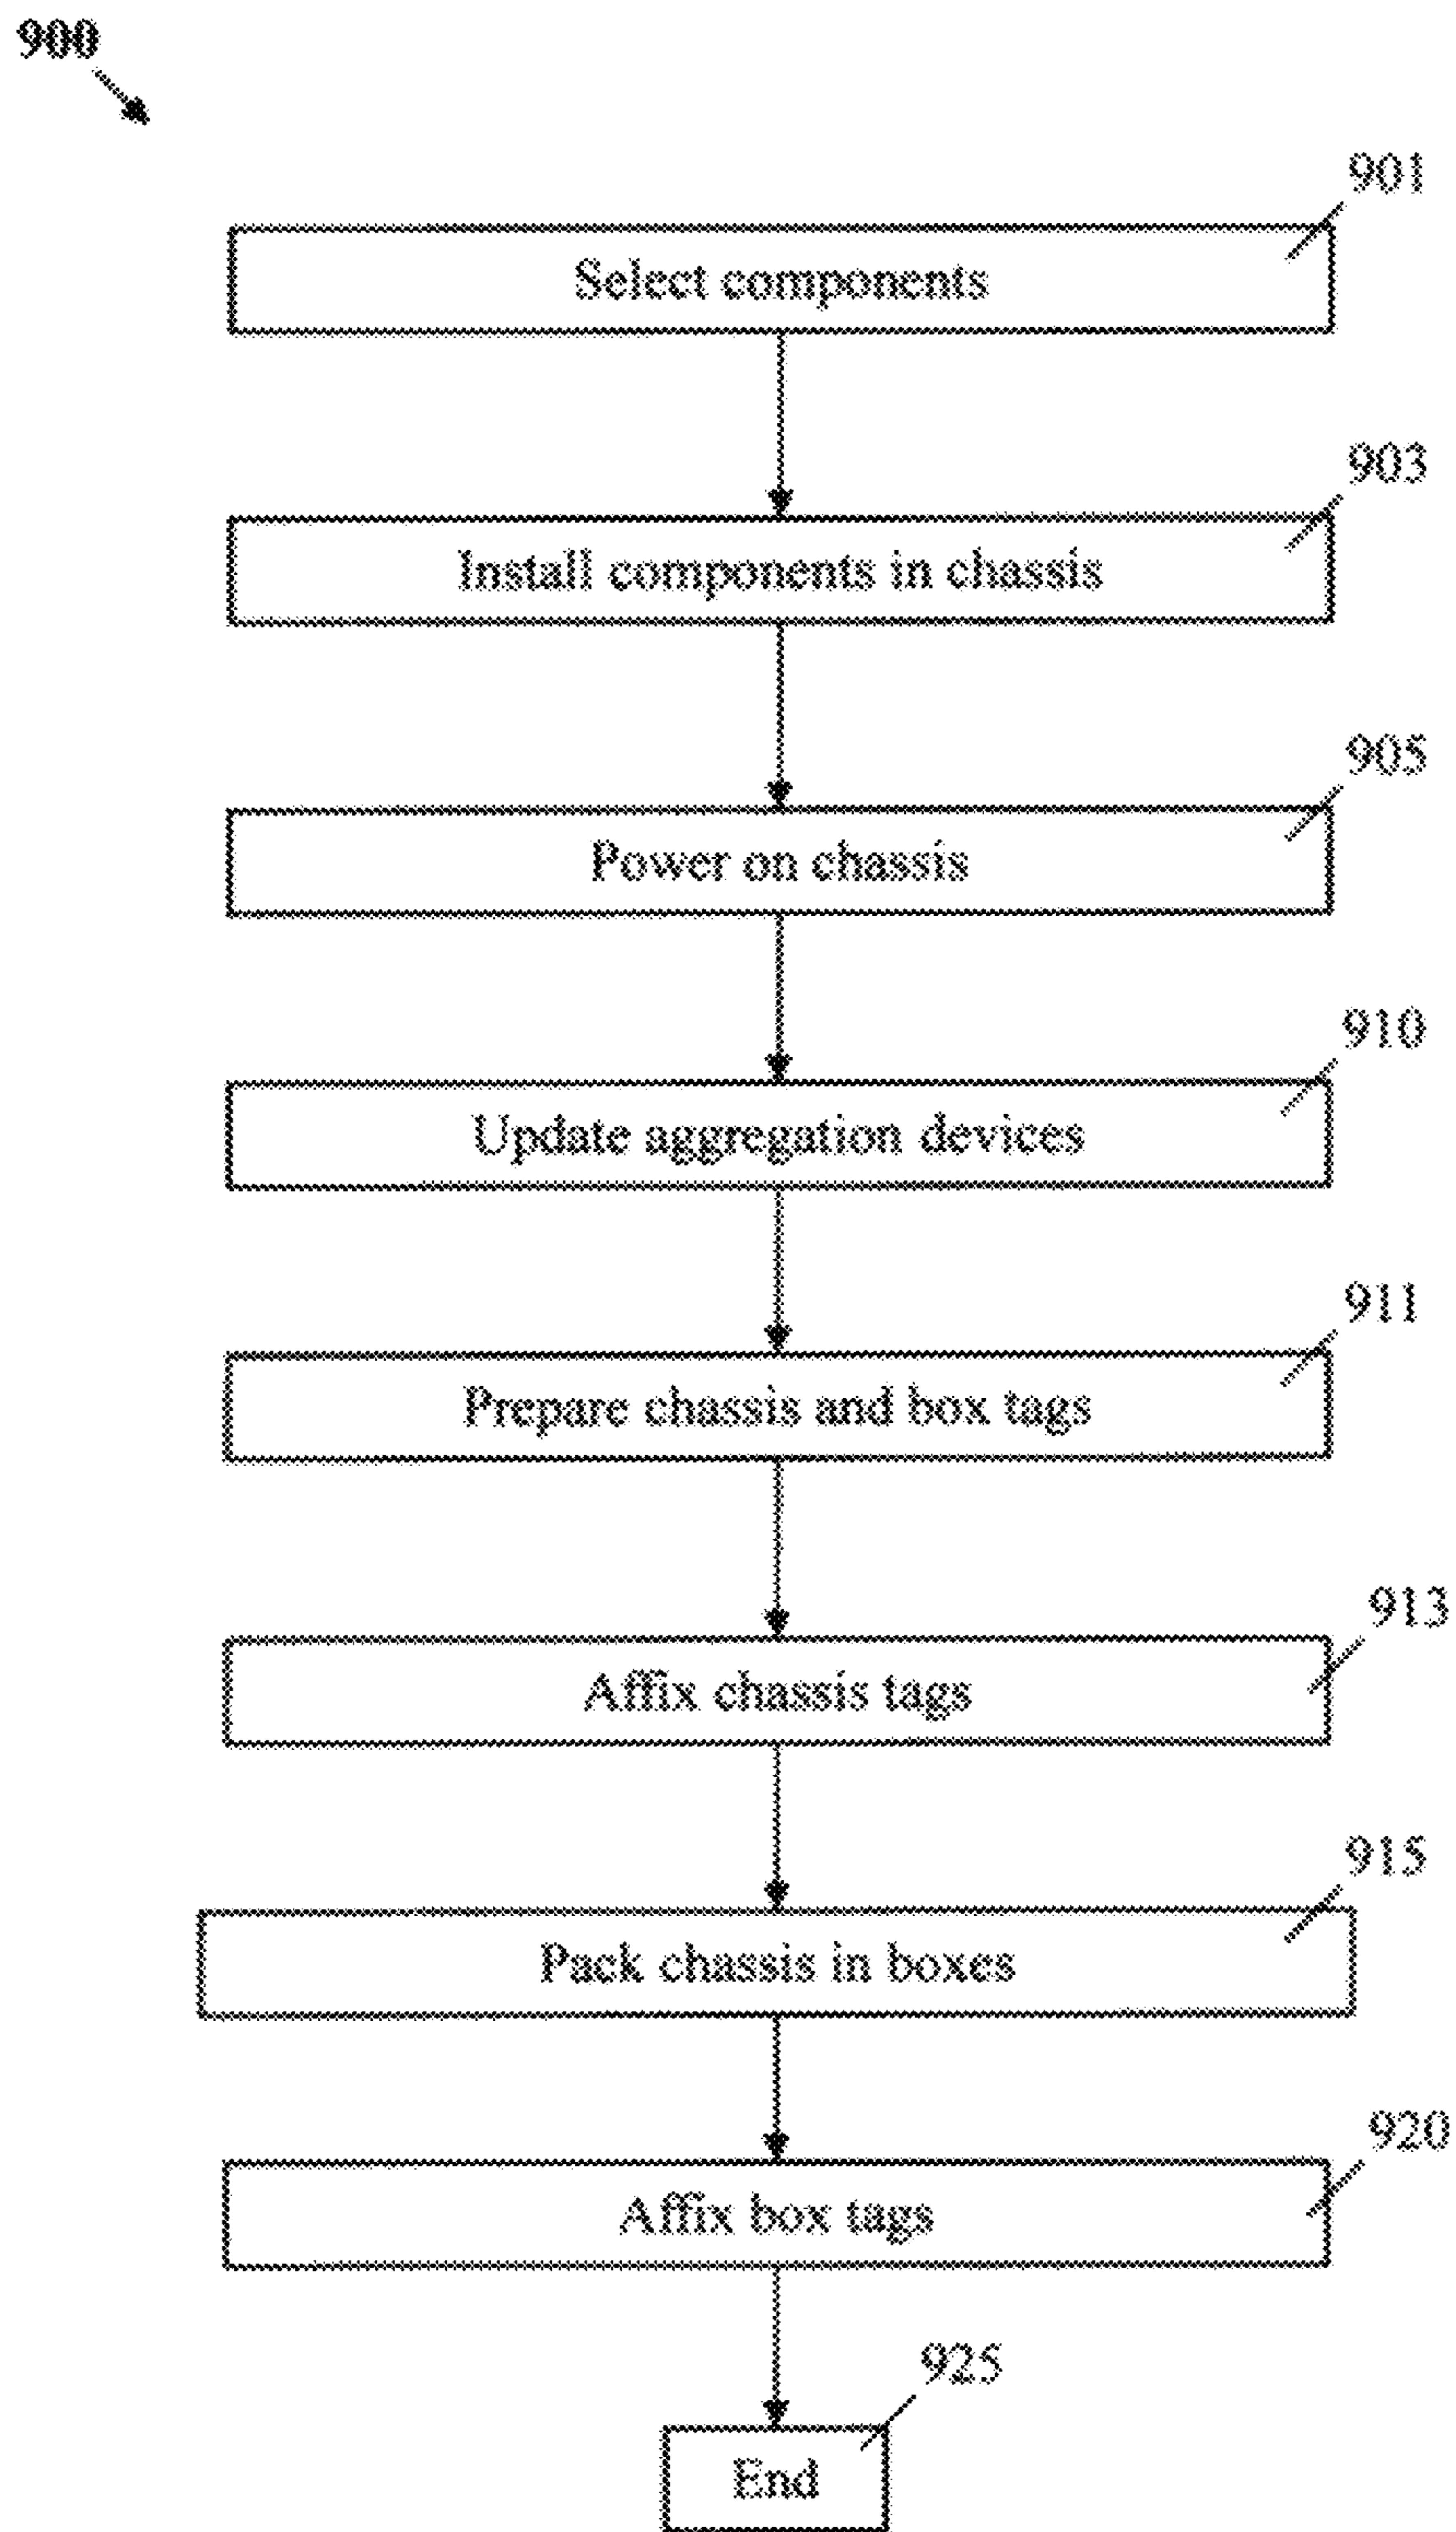 900
901
Select components
903
Install components in chassis
905
Power on chassis
910
Update aggregation devices
911
Prepare chassis and box tags
913
Affix chassis tags
915
Pack chassis in boxes
920
Affix box tags
925
End